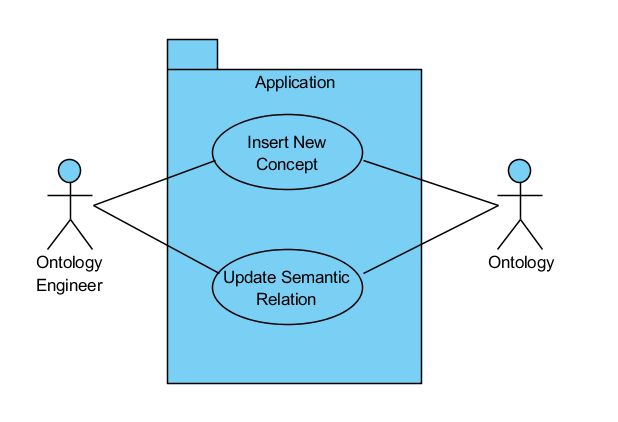 Application
Insert New
Concept
Ontology
Engineer
Ontology
Update Semantic
Relation